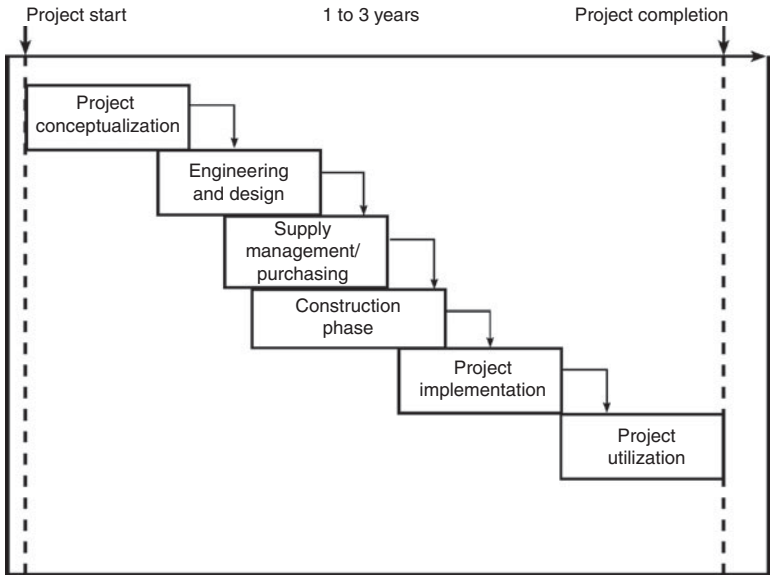 Project start
1 to 3 years
Project completion
Project
conceptualization
Engineering
and design
Supply
management/
purchasing
Construction
phase
Project
implementation
Project
utilization